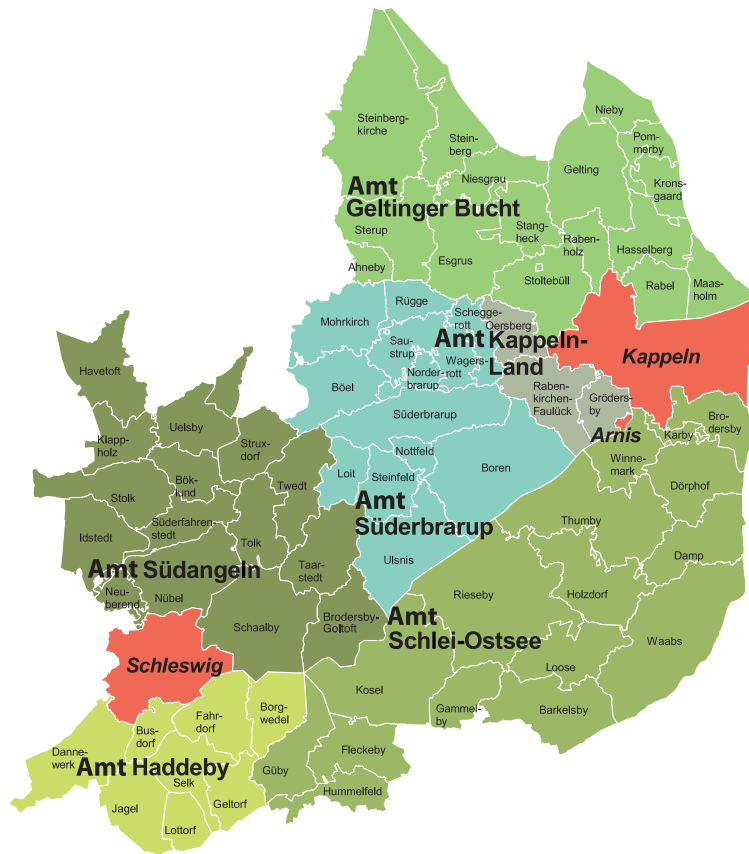 Nieby
Steinberg-
kirche
Stein-
berg
Pom-
merby
Gelting
Niesgrau
Krons-
gaard
Amt
Geltinger Bucht
Sterup
Stang-
heck
Raben-
holz
Hasselberg
Ahneby
Esgrus
Stoltebüll
Rabel
Maas-
holm
Rügge
Mohrkirch
Schegge-
rott
Oersberg
Sau-
strup
Amt Kappeln-
Land
Kappeln
Wagers-
rott
Norder-
brarup
Böel
Havetoft
Raben-
kirchen-
Faulück
Gröders-
by
Süderbrarup
Arnis
Bro-
dersby
Karby
Uelsby
Strux-
dorf
Klapp-
holz
Nottfeld
Winne-
mark
Loit
Steinfeld
Boren
Bök-
lund
Twedt
Stolk
Dörphof
Amt
Süderbrarup
Süderfahren-
stedt
Thumby
Idstedt
Tolk
Damp
Ulsnis
Amt Südangeln
Taar-
stedt
Neu-
berend
Nübel
Rieseby
Holzdorf
Brodersby-
Goltoft
Amt
Schlei-Ostsee
Schaalby
Waabs
Schleswig
Loose
Kosel
Gammel-
by
Barkelsby
Borg-
wedel
Fahr-
dorf
Bus-
dorf
Danne-
werk
Amt Haddeby
Fleckeby
Güby
Selk
Hummelfeld
Geltorf
Jagel
Lottorf